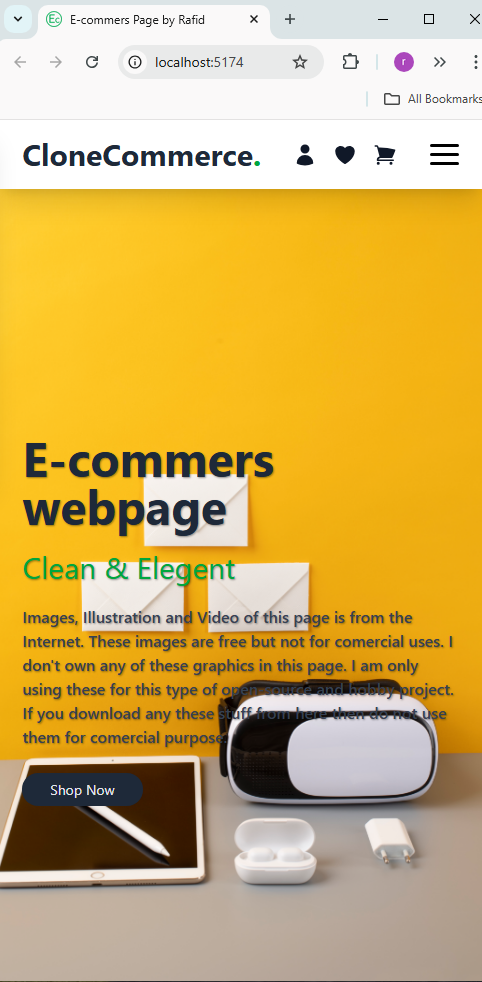 E-commers Page by Rafid
localhost:5174
r
All Bookmarks
CloneCommerce.
E-commers
webpage
Clean & Elegent
Images, Illustration and Video of this page is from the
Internet. These images are free but not for comercial uses. I
don't own any of these graphics in this page. I am only
using these for this type of open-source and hobby project.
If you download any these stuff from here then do not use
them for comercial purpose.
Shop Now